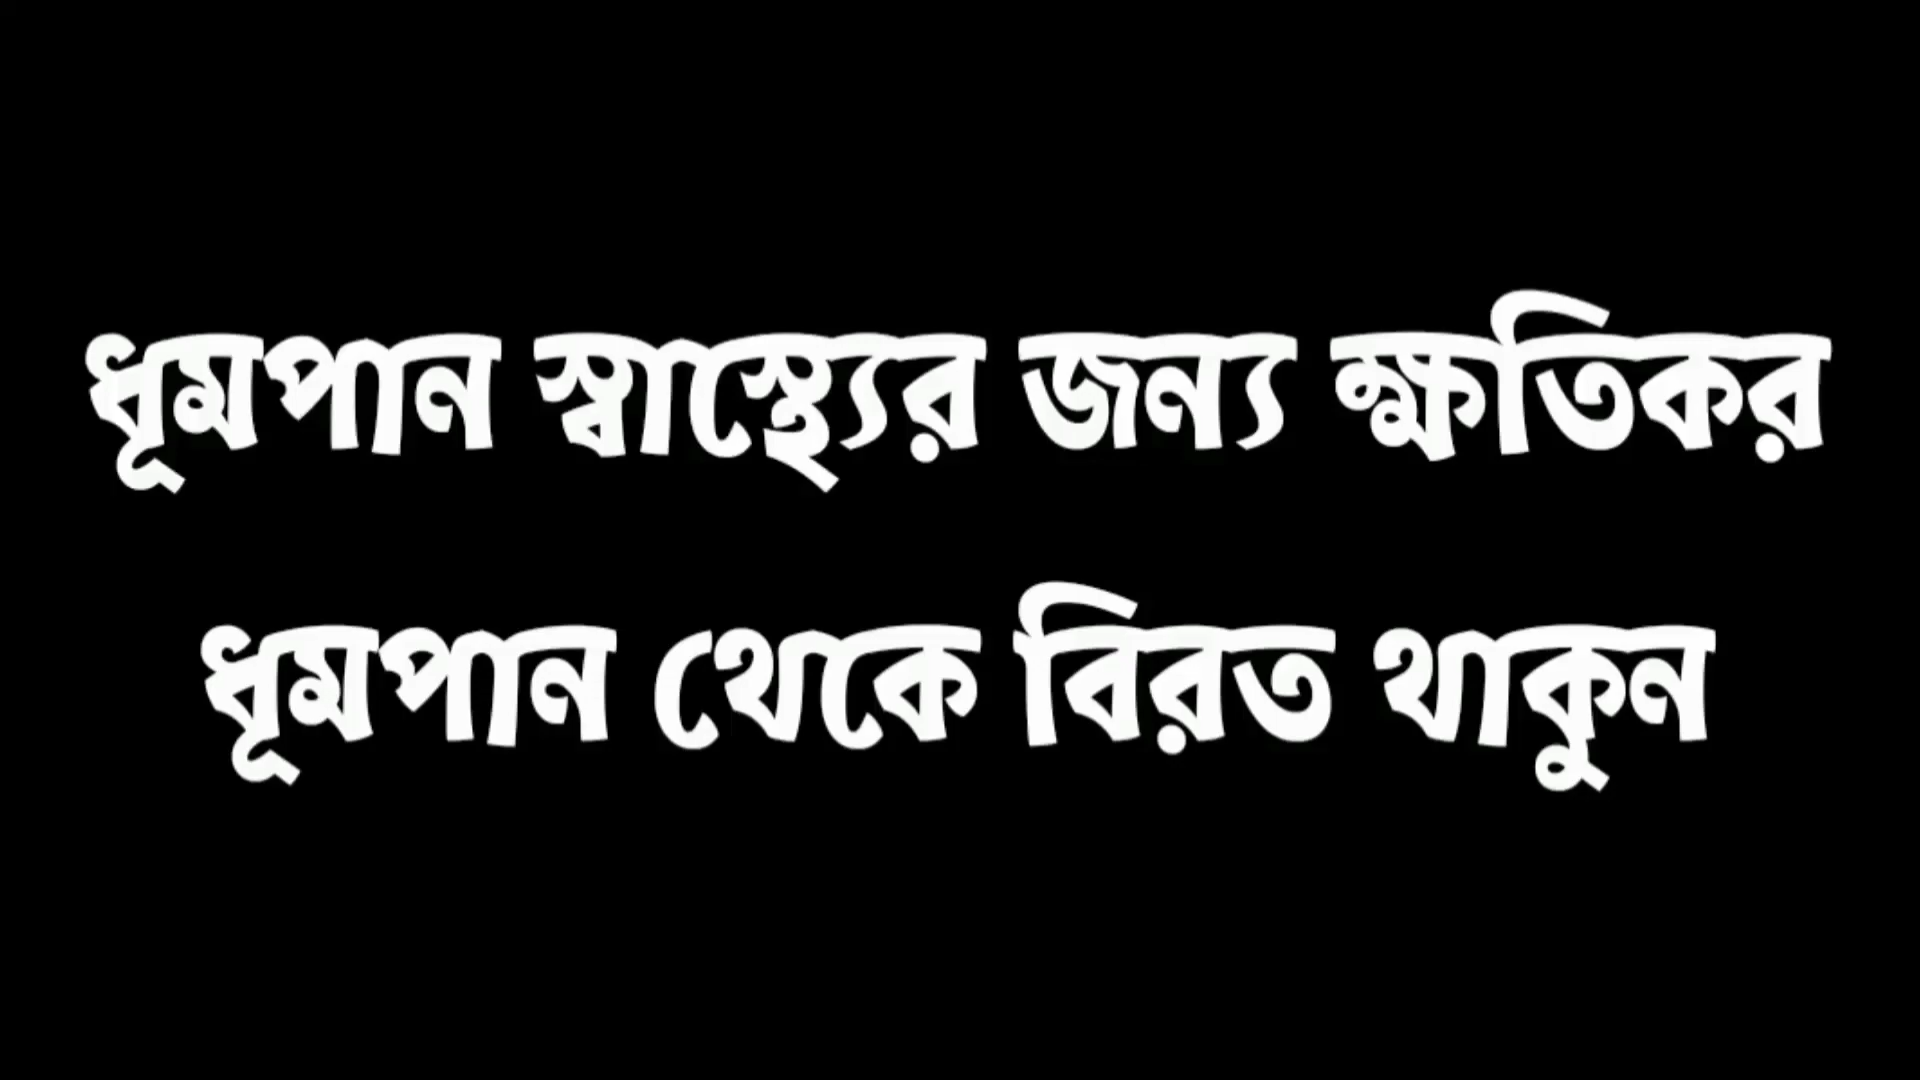 ধূমপান স্বাস্থ্যের জন্য ক্ষতিকর
ধূমপান থেকে বিরত থাকুন